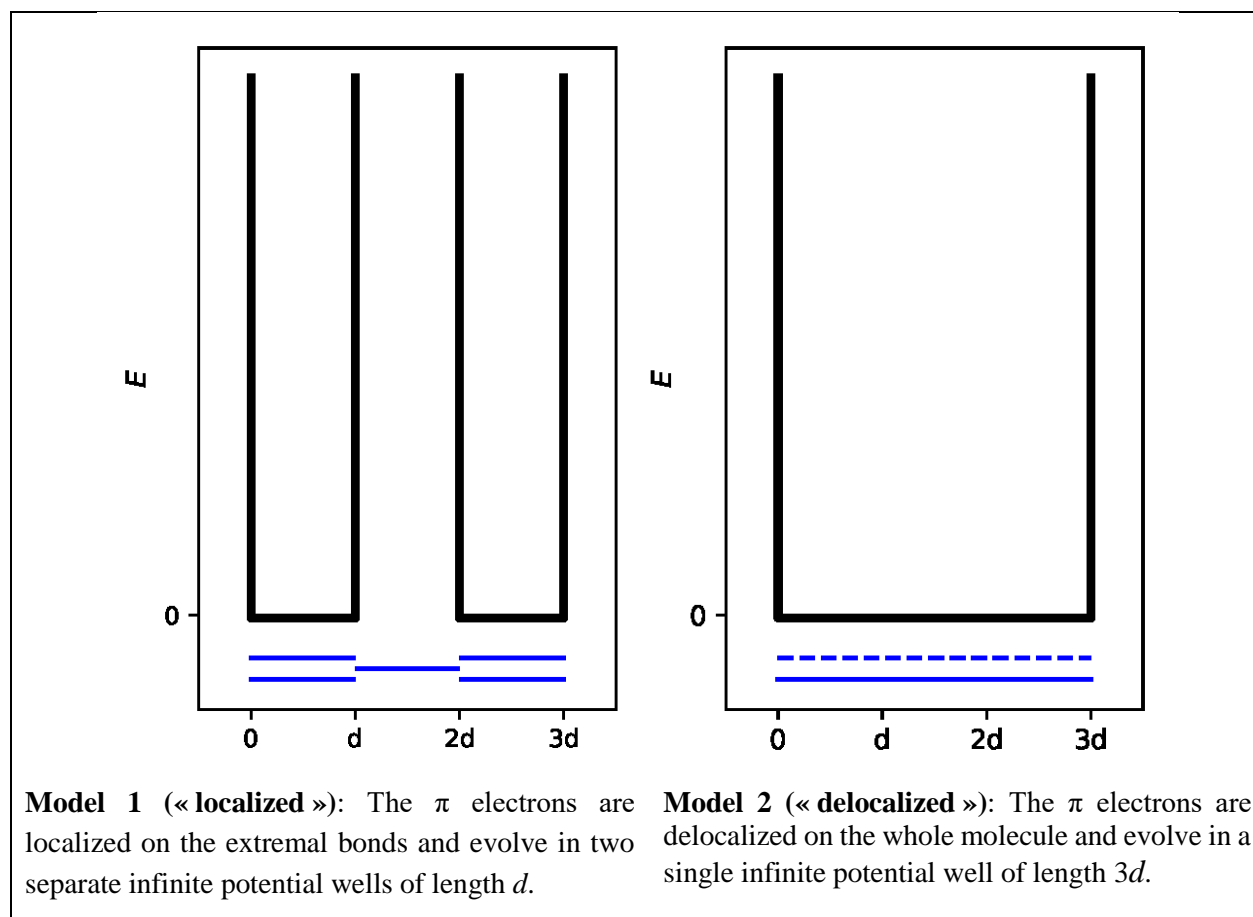 E
0
0
d
2d
3d
E
0
0
d
2d
3d
Model 1 (« localized »): The π electrons are
localized on the extremal bonds and evolve in two
separate infinite potential wells of length d.
Model 2 (« delocalized »): The π electrons are
delocalized on the whole molecule and evolve in a
single infinite potential well of length 3d.